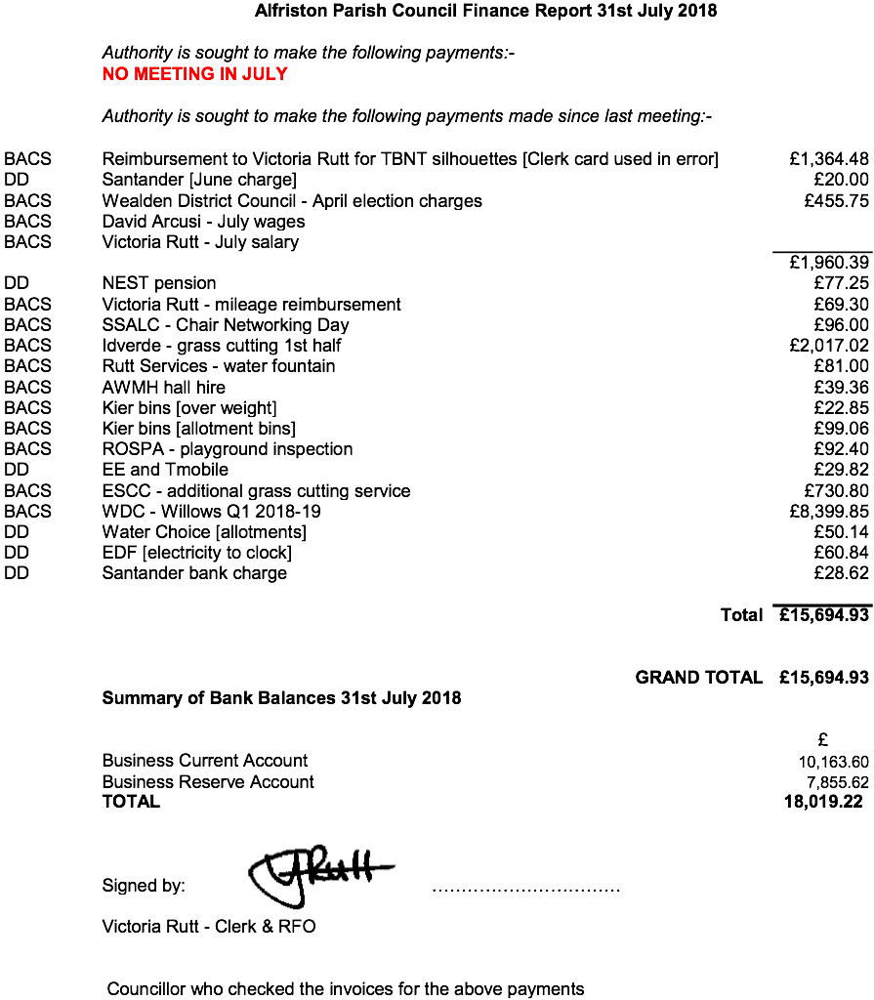 Alfriston Parish Council Finance Report 31st July 2018
Authority is sought to make the following payments:-
NO MEETING IN JULY
Authority is sought to make the following payments made since last meeting:-
BACS Reimbursement to Victoria Rutt for TBNT silhouettes [Clerk card used in error] £1,364.48
DD Santander [June charge] £20.00
BACS Wealden District Council - April election charges £455.75
BACS David Arcusi - July wages
BACS Victoria Rutt - July salary
£1,960.39
DD NEST pension £77.25
BACS Victoria Rutt - mileage reimbursement £69.30
BACS SSALC - Chair Networking Day £96.00
BACS Idverde - grass cutting 1st half £2,017.02
BACS Rutt Services - water fountain £81.00
BACS AWMH hall hire £39.36
BACS Kier bins [over weight] £22.85
BACS Kier bins [allotment bins] £99.06
BACS ROSPA - playground inspection £92.40
DD EE and Tmobile £29.82
BACS ESCC - additional grass cutting service £730.80
BACS WDC - Willows Q1 2018-19 £8,399.85
DD Water Choice [allotments] £50.14
DD EDF [electricity to clock] £60.84
DD Santander bank charge £28.62
Total £15,694.93
GRAND TOTAL £15,694.93
Summary of Bank Balances 31st July 2018
£
Business Current Account 10,163.60
Business Reserve Account 7,855.62
TOTAL 18,019.22
VRutt
Signed by: ................................
Victoria Rutt - Clerk & RFO
Councillor who checked the invoices for the above payments